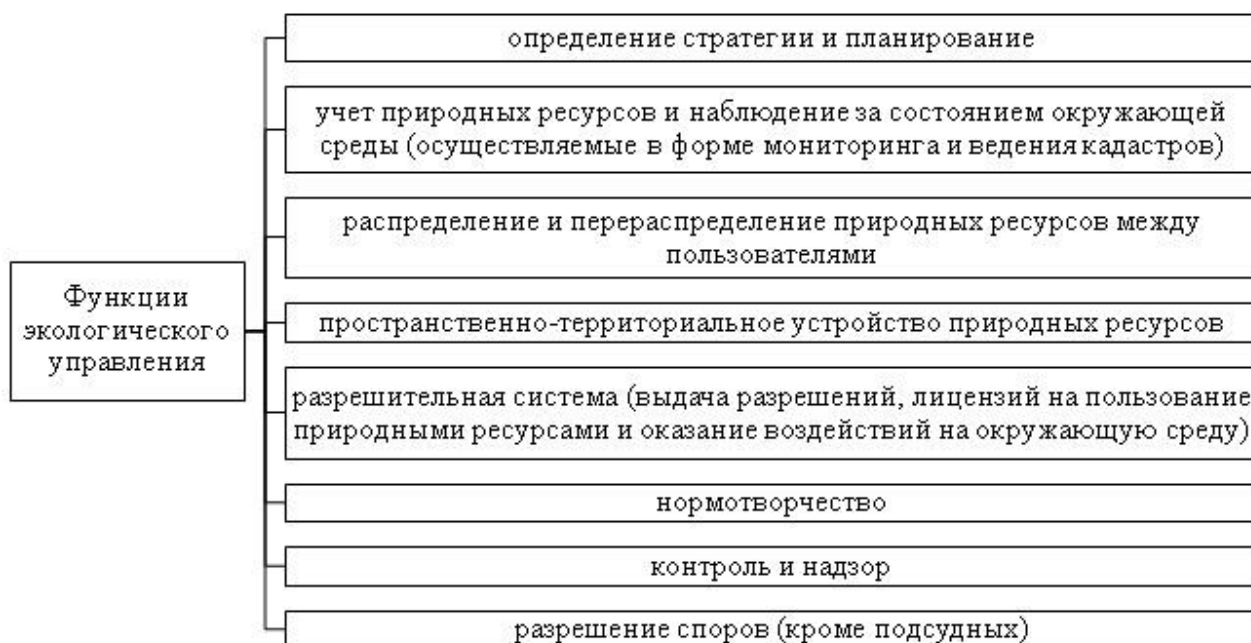 Функции
экологического
управления
определение стратегии и планирование
учет природных ресурсов и наблюдение за состоянием окружающей
среды (осуществляемые в форме мониторинга и ведения кадастров)
распределение и перераспределение природных ресурсов между
пользователями
пространственно-территориальное устройство природных ресурсов
разрешительная система (выдача разрешений, лицензий на пользование
природными ресурсами и оказание воздействий на окружающую среду)
нормотворчество
контроль и надзор
разрешение споров (кроме подсудных)